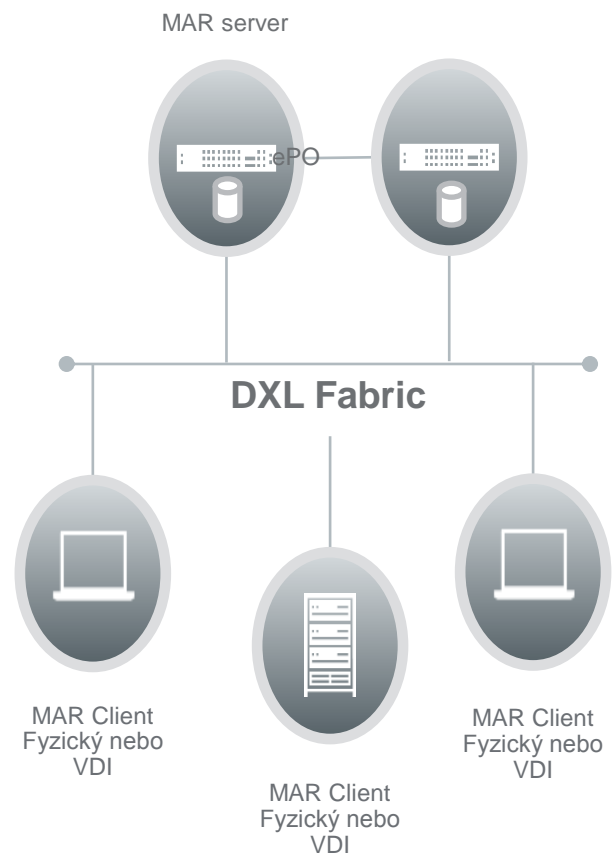 MAR server
ePO
DXL Fabric
MAR Client
Fyzický nebo
VDI
MAR Client
Fyzický nebo
VDI
MAR Client
Fyzický nebo
VDI